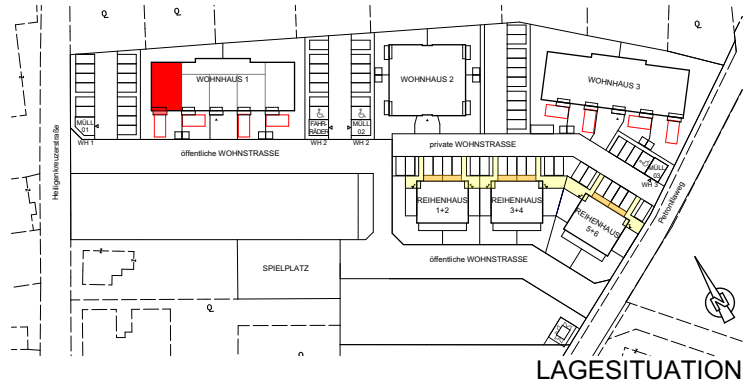 Q
Q
WOHNHAUS 1
WOHNHAUS 2
WOHNHAUS 3
MÜLL
01
WH 1
FAHR-
RÄDER
WH 2
MÜLL
02
WH 2
MÜLL
03
WH 3
Heiligenkreuzerstraße
öffentliche WOHNSTRASSE
private WOHNSTRASSE
REIHENHAUS
1+2
REIHENHAUS
3+4
REIHENHAUS
5+6
Petronillaweg
öffentliche WOHNSTRASSE
SPIELPLATZ
Q
Q
N
LAGESITUATION